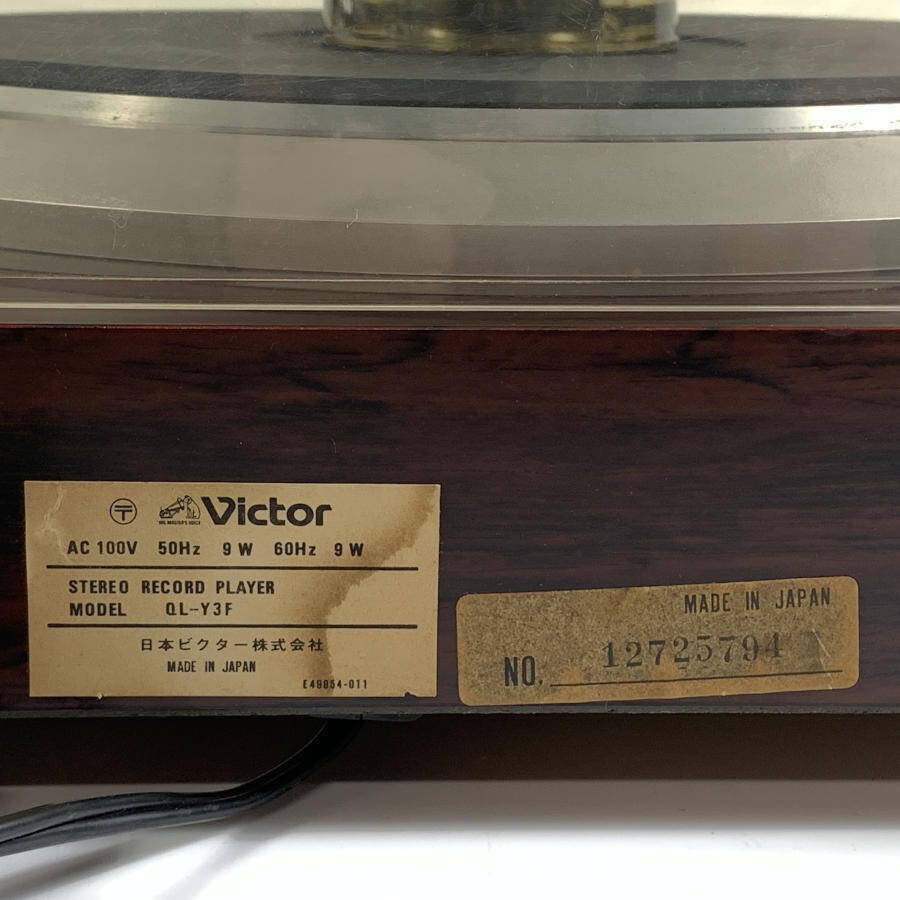 〒 "HIS MASTER'S VOICE" Victor
AC 100V 50Hz 9W 60Hz 9W
STEREO RECORD PLAYER
MODEL QL-Y3F
日本ビクター株式会社
MADE IN JAPAN
E49854-011
MADE IN JAPAN
NO. 12725794